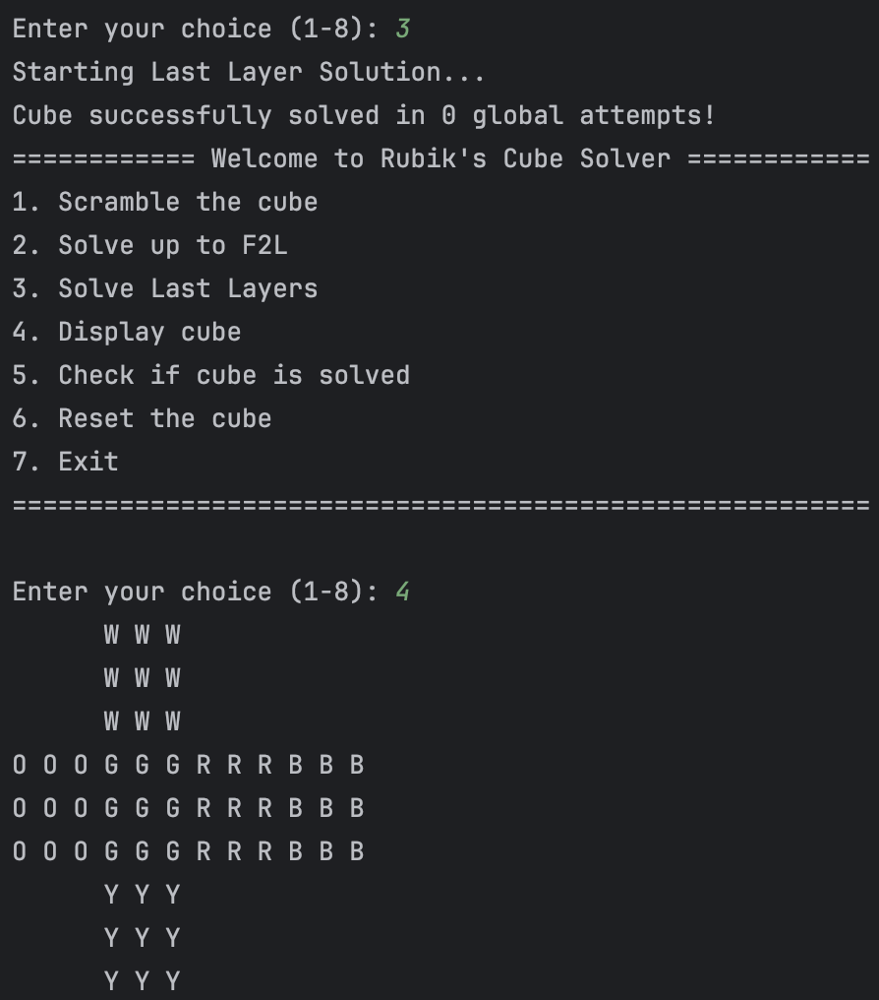 Enter your choice (1-8): 3
Starting Last Layer Solution...
Cube successfully solved in 0 global attempts!
============ Welcome to Rubik's Cube Solver ============
1. Scramble the cube
2. Solve up to F2L
3. Solve Last Layers
4. Display cube
5. Check if cube is solved
6. Reset the cube
7. Exit
========================================================
Enter your choice (1-8): 4
W W W
W W W
W W W
O O O G G G R R R B B B
O O O G G G R R R B B B
O O O G G G R R R B B B
Y Y Y
Y Y Y
Y Y Y